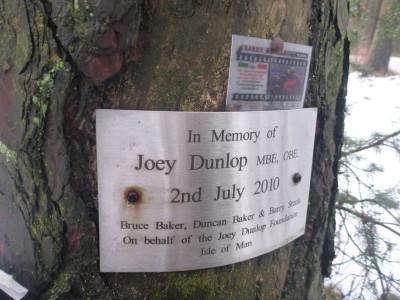 In Memory of
Joey Dunlop MBE, OBE.
2nd July 2010
Bruce Baker, Duncan Baker & Barry
On behalf of the Joey Dunlop Foundation
Isle of Man
BARRY